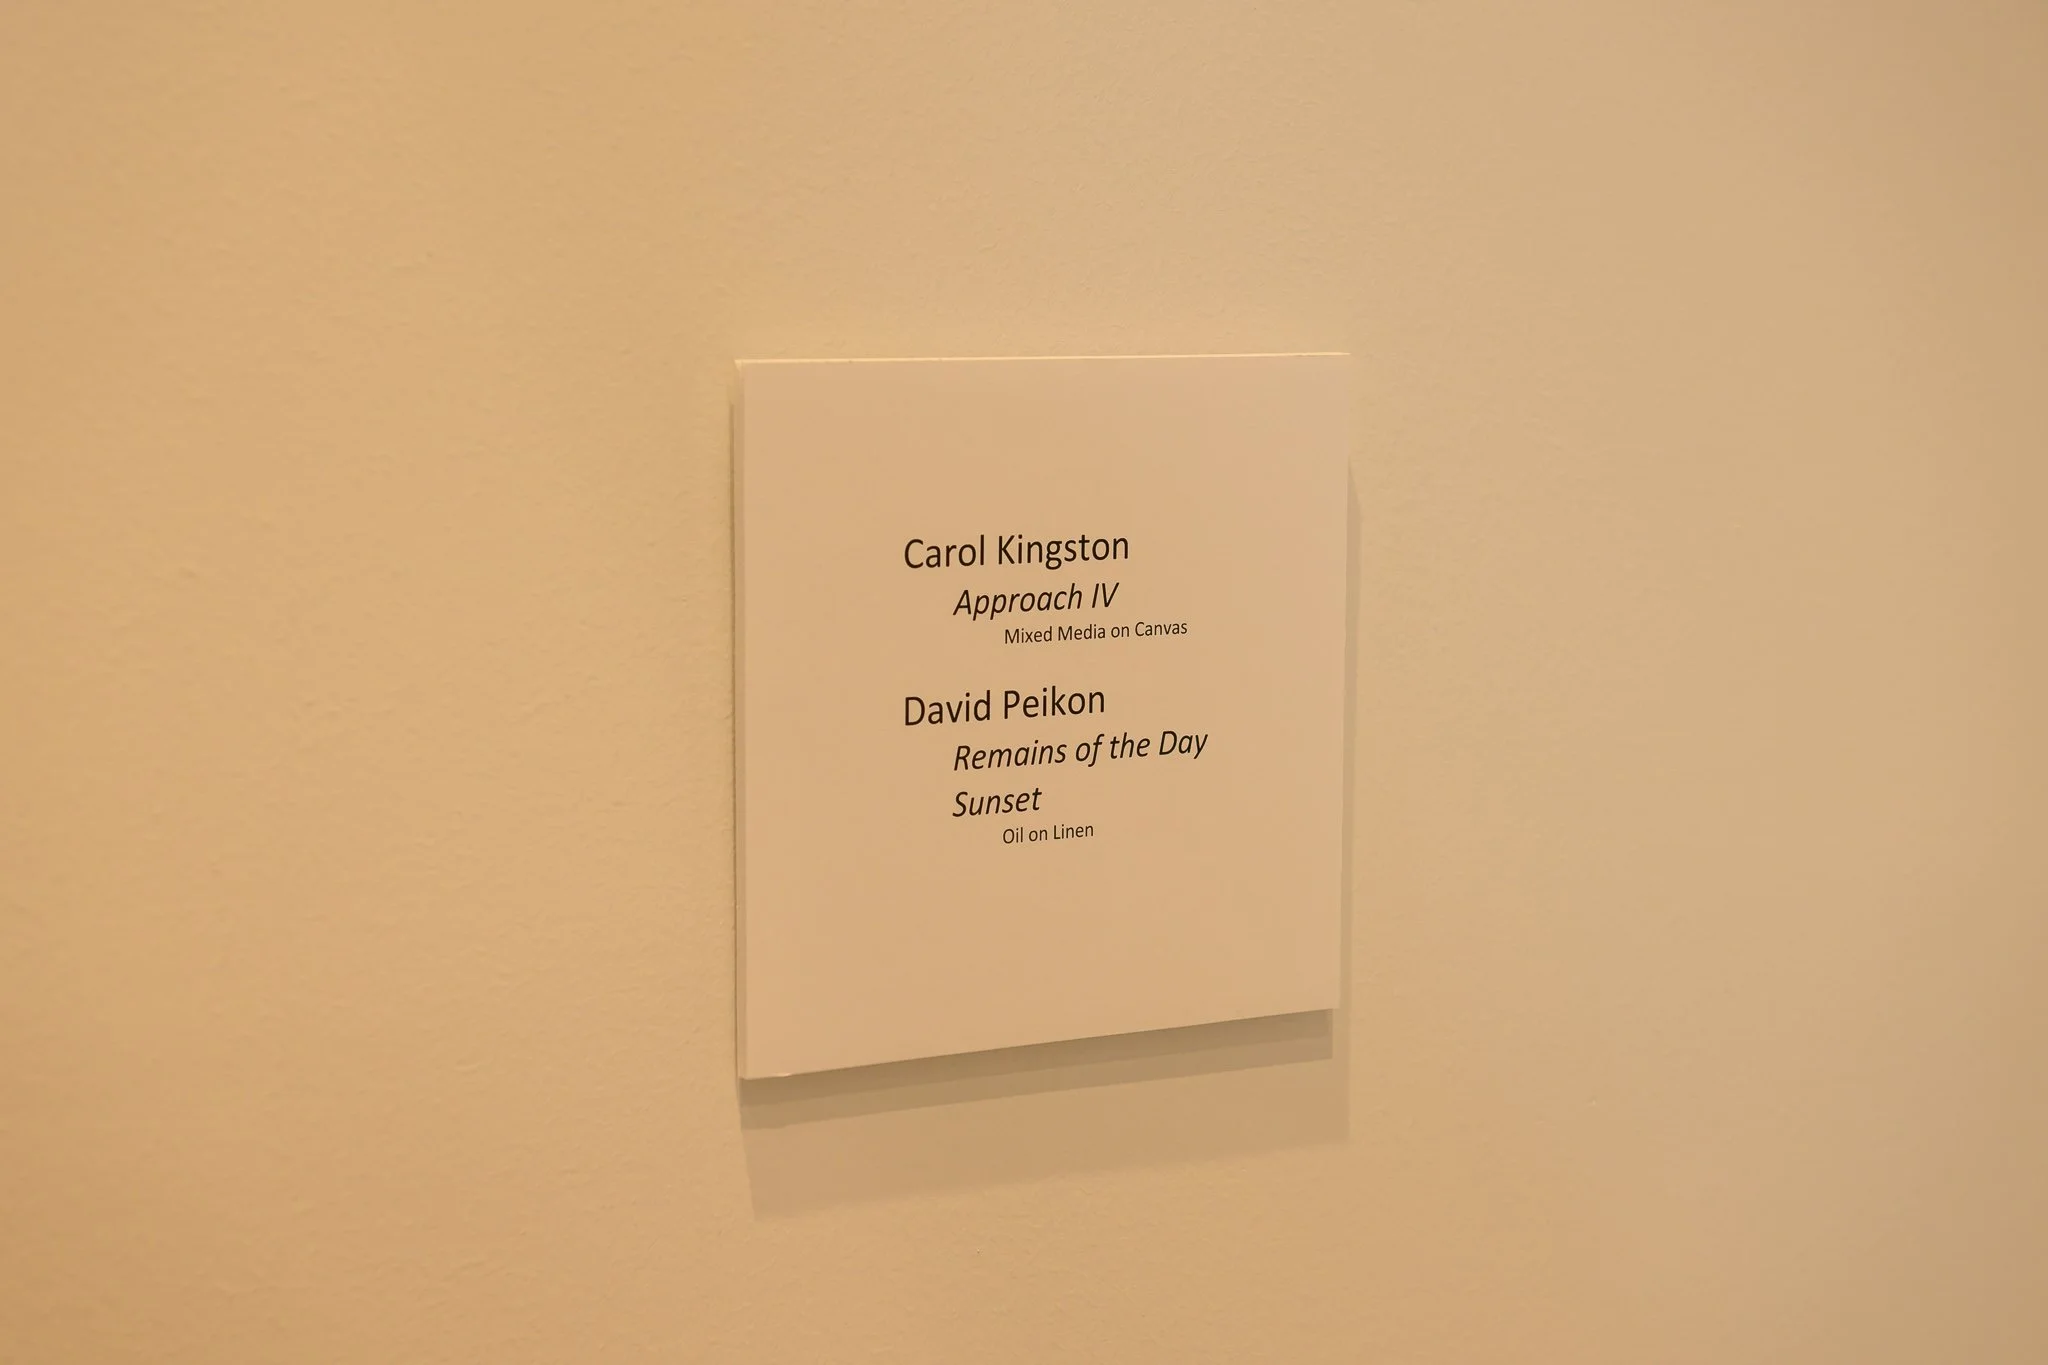 Carol Kingston
Approach IV
Mixed Media on Canvas
David Peikon
Remains of the Day
Sunset
Oil on Linen